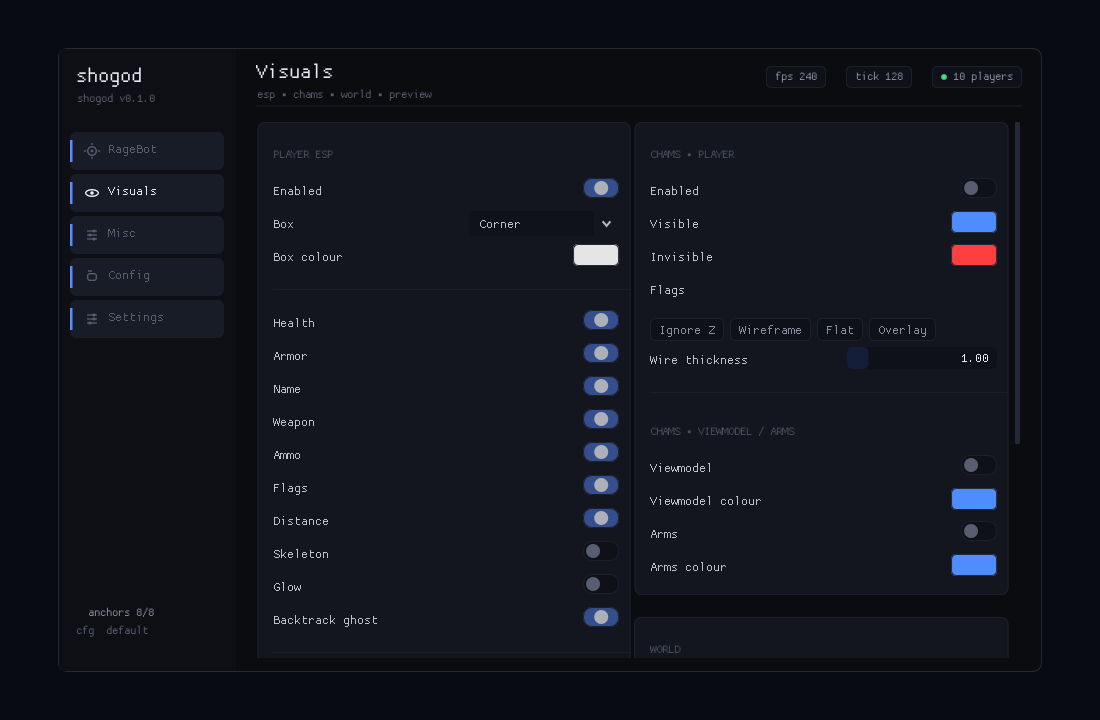 shogod
shogod v0.1.0
RageBot
Visuals
Misc
Config
Settings
anchors 8/8
cfg default
Visuals
esp • chams • world • preview
fps 240
tick 128
10 players
PLAYER ESP
Enabled
Box
Corner
Box colour
Health
Armor
Name
Weapon
Ammo
Flags
Distance
Skeleton
Glow
Backtrack ghost
CHAMS • PLAYER
Enabled
Visible
Invisible
Flags
Ignore Z Wireframe Flat Overlay
Wire thickness 1.00
CHAMS • VIEWMODEL / ARMS
Viewmodel
Viewmodel colour
Arms
Arms colour
WORLD